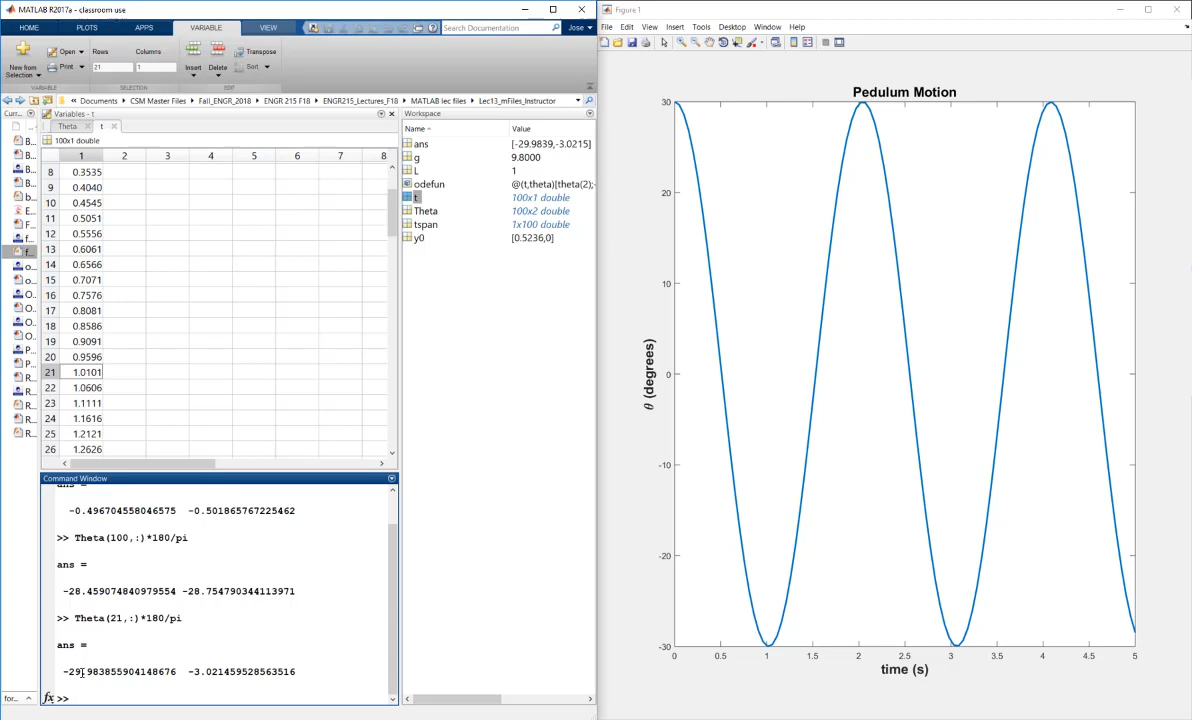 MATLAB R2017a - classroom use
HOME PLOTS APPS VARIABLE VIEW Search Documentation Jose
New from
Selection
Open
Print
Rows Columns
21 1
Insert Delete
Transpose
Sort
VARIABLE SELECTION EDIT
« Documents CSM Master Files Fall_ENGR_2018 ENGR 215 F18 ENGR215_Lectures_F18 MATLAB lec files Lec13_mFiles_Instructor
Curr...
B...
B...
B...
B...
b...
E...
F...
f...
f...
o...
o...
O...
O...
O...
O...
P...
P...
R...
R...
R...
R...
R...
for...
Variables - t
Theta t
100x1 double
1 2 3 4 5 6 7 8
8 0.3535
9 0.4040
10 0.4545
11 0.5051
12 0.5556
13 0.6061
14 0.6566
15 0.7071
16 0.7576
17 0.8081
18 0.8586
19 0.9091
20 0.9596
21 1.0101
22 1.0606
23 1.1111
24 1.1616
25 1.2121
26 1.2626
Workspace
Name Value
ans [-29.9839,-3.0215]
g 9.8000
L 1
odefun @(t,theta)[theta(2);-
t 100x1 double
Theta 100x2 double
tspan 1x100 double
y0 [0.5236,0]
Command Window
ans =
-0.496704558046575 -0.501865767225462
>> Theta(100,:)*180/pi
ans =
-28.459074840979554 -28.754790344113971
>> Theta(21,:)*180/pi
ans =
-29.983855904148676 -3.021459528563516
fx >>
Figure 1
File Edit View Insert Tools Desktop Window Help
Pedulum Motion
θ (degrees)
30
20
10
0
-10
-20
-30
0 0.5 1 1.5 2 2.5 3 3.5 4 4.5 5
time (s)